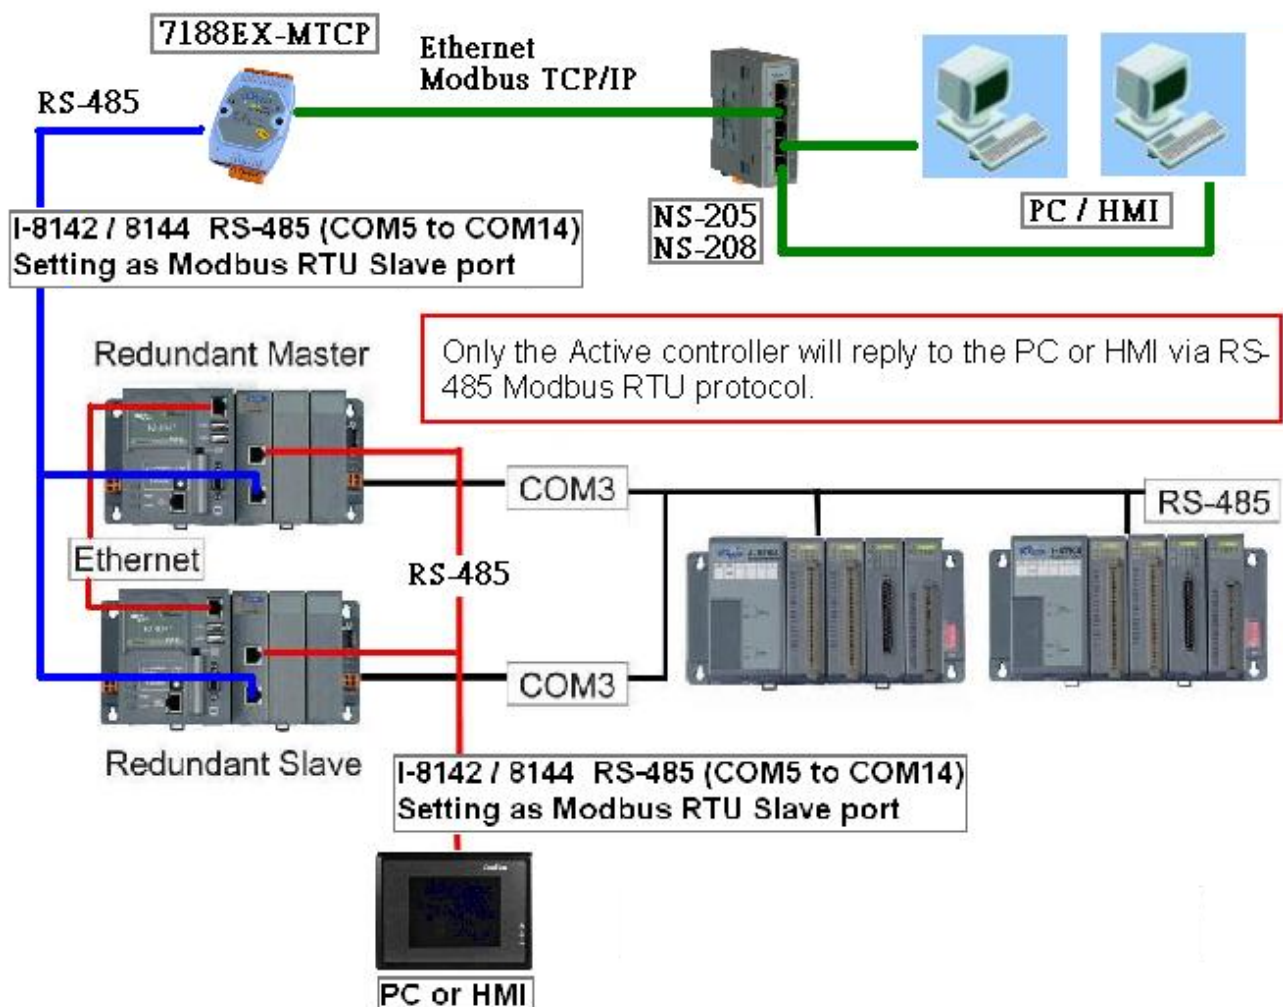 7188EX-MTCP
Ethernet
Modbus TCP/IP
RS-485
NS-205
NS-208
PC / HMI
I-8142 / 8144 RS-485 (COM5 to COM14)
Setting as Modbus RTU Slave port
Only the Active controller will reply to the PC or HMI via RS-
485 Modbus RTU protocol.
Redundant Master
COM3
RS-485
Ethernet
RS-485
COM3
Redundant Slave
I-8142 / 8144 RS-485 (COM5 to COM14)
Setting as Modbus RTU Slave port
PC or HMI